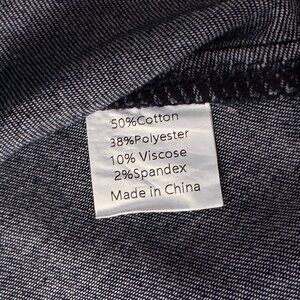 50%Cotton
38%Polyester
10% Viscose
2%Spandex
Made in China